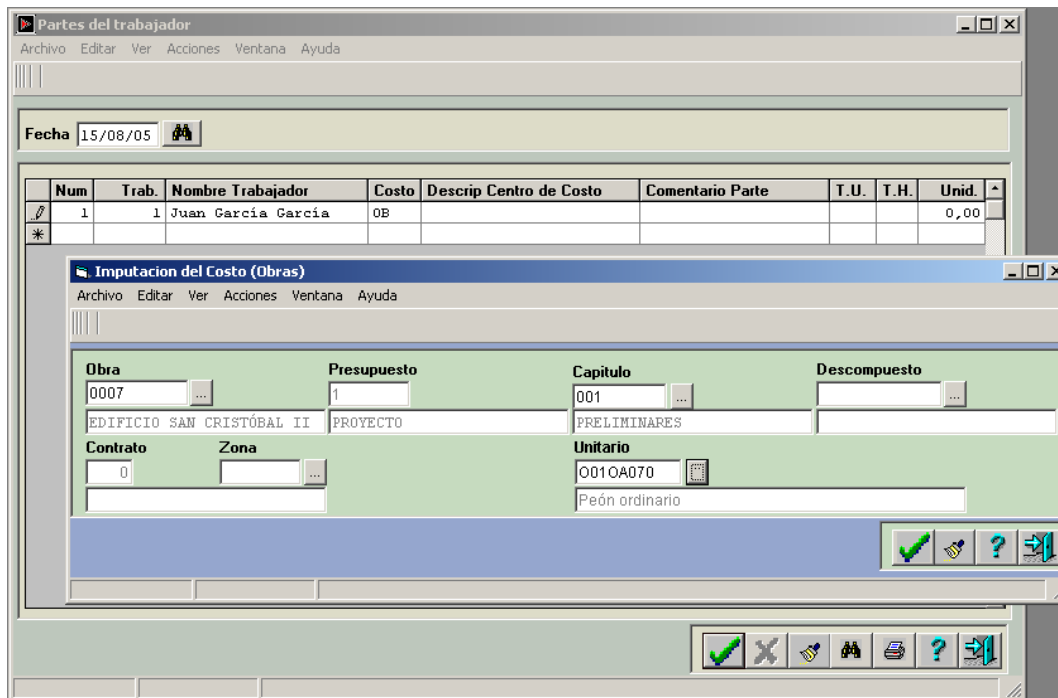 Partes del trabajador
Archivo Editar Ver Acciones Ventana Ayuda
Fecha 15/08/05
Num Trab. Nombre Trabajador Costo Descrip Centro de Costo Comentario Parte T.U. T.H. Unid.
1 1 Juan García García OB 0,00
Imputacion del Costo (Obras)
Archivo Editar Ver Acciones Ventana Ayuda
Obra Presupuesto Capitulo Descompuesto
0007 ... 1 001 ... ...
EDIFICIO SAN CRISTÓBAL II PROYECTO PRELIMINARES
Contrato Zona Unitario
0 ... O01OA070 ...
Peón ordinario